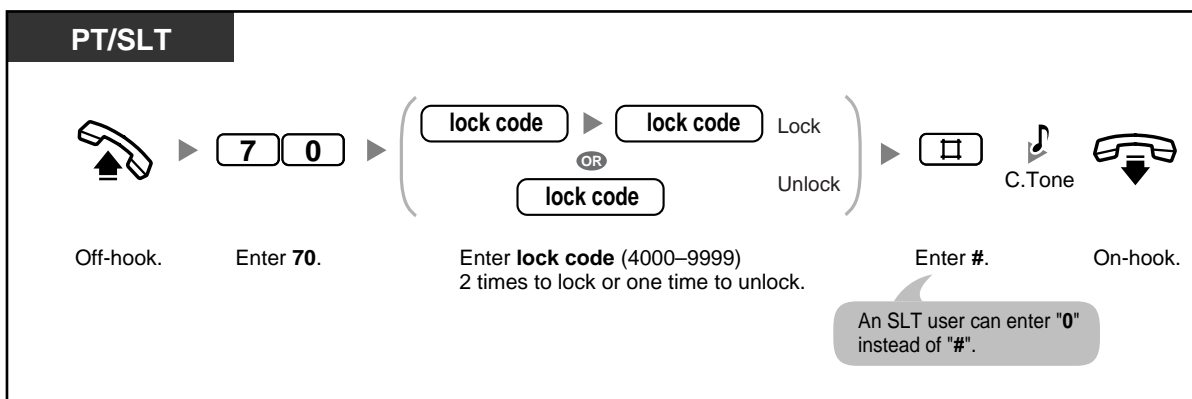 PT/SLT
7 0
lock code lock code Lock
OR
lock code Unlock
#
C.Tone
Off-hook. Enter 70. Enter lock code (4000–9999) Enter #. On-hook.
2 times to lock or one time to unlock.
An SLT user can enter "0"
instead of "#".